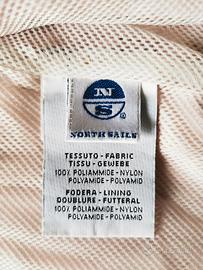 N
S
NORTH SAILS
TESSUTO - FABRIC
TISSU - GEWEBE
100% POLIAMMIDE - NYLON
POLYAMIDE - POLYAMID
FODERA - LINING
DOUBLURE - FUTTERAL
100% POLIAMMIDE - NYLON
POLYAMIDE - POLYAMID